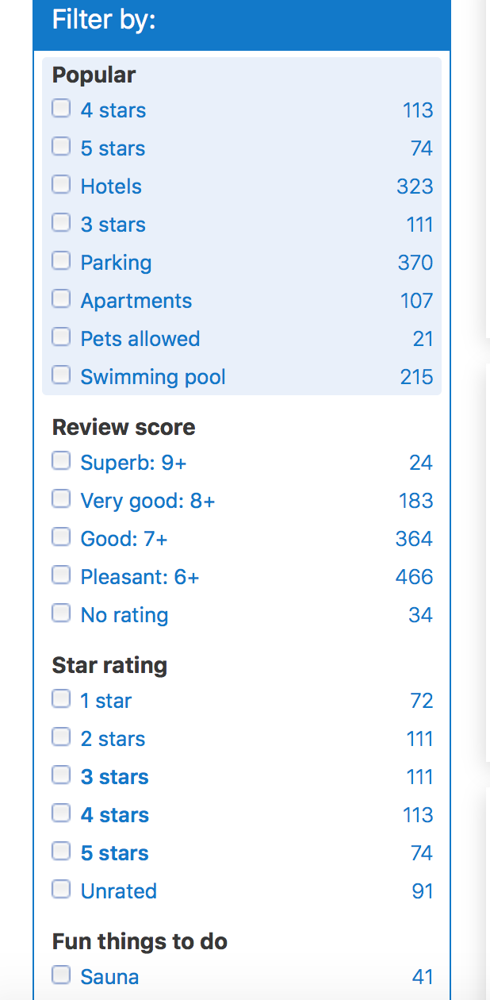 Filter by:
Popular
4 stars 113
5 stars 74
Hotels 323
3 stars 111
Parking 370
Apartments 107
Pets allowed 21
Swimming pool 215
Review score
Superb: 9+ 24
Very good: 8+ 183
Good: 7+ 364
Pleasant: 6+ 466
No rating 34
Star rating
1 star 72
2 stars 111
3 stars 111
4 stars 113
5 stars 74
Unrated 91
Fun things to do
Sauna 41